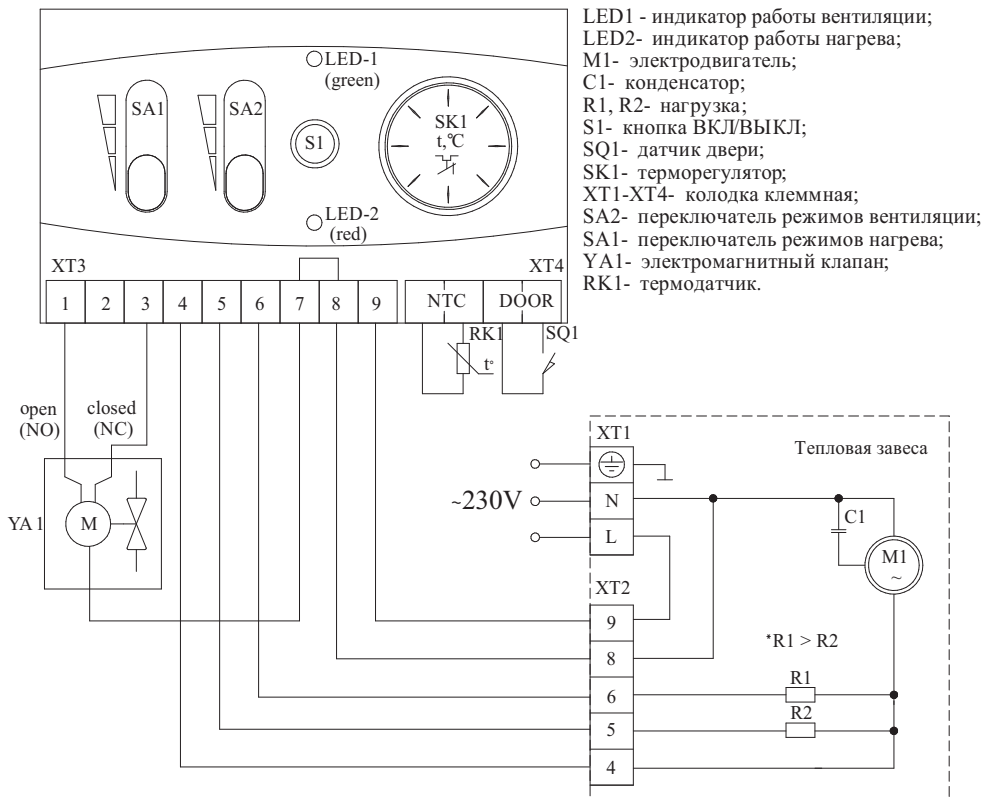 LED1 - индикатор работы вентиляции;
LED2- индикатор работы нагрева;
M1- электродвигатель;
C1- конденсатор;
R1, R2- нагрузка;
S1- кнопка ВКЛ/ВЫКЛ;
SQ1- датчик двери;
SK1- терморегулятор;
XT1-XT4- колодка клеммная;
SA2- переключатель режимов вентиляции;
SA1- переключатель режимов нагрева;
YA1- электромагнитный клапан;
RK1- термодатчик.
LED-1
(green)
SA1
SA2
S1
SK1
t,°C
LED-2
(red)
XT3
XT4
1 2 3 4 5 6 7 8 9
NTC DOOR
RK1
t°
SQ1
open
(NO)
closed
(NC)
YA1
M
XT1
Тепловая завеса
~230V
N
L
C1
M1
~
XT2
9
8
*R1 > R2
6
R1
5
R2
4